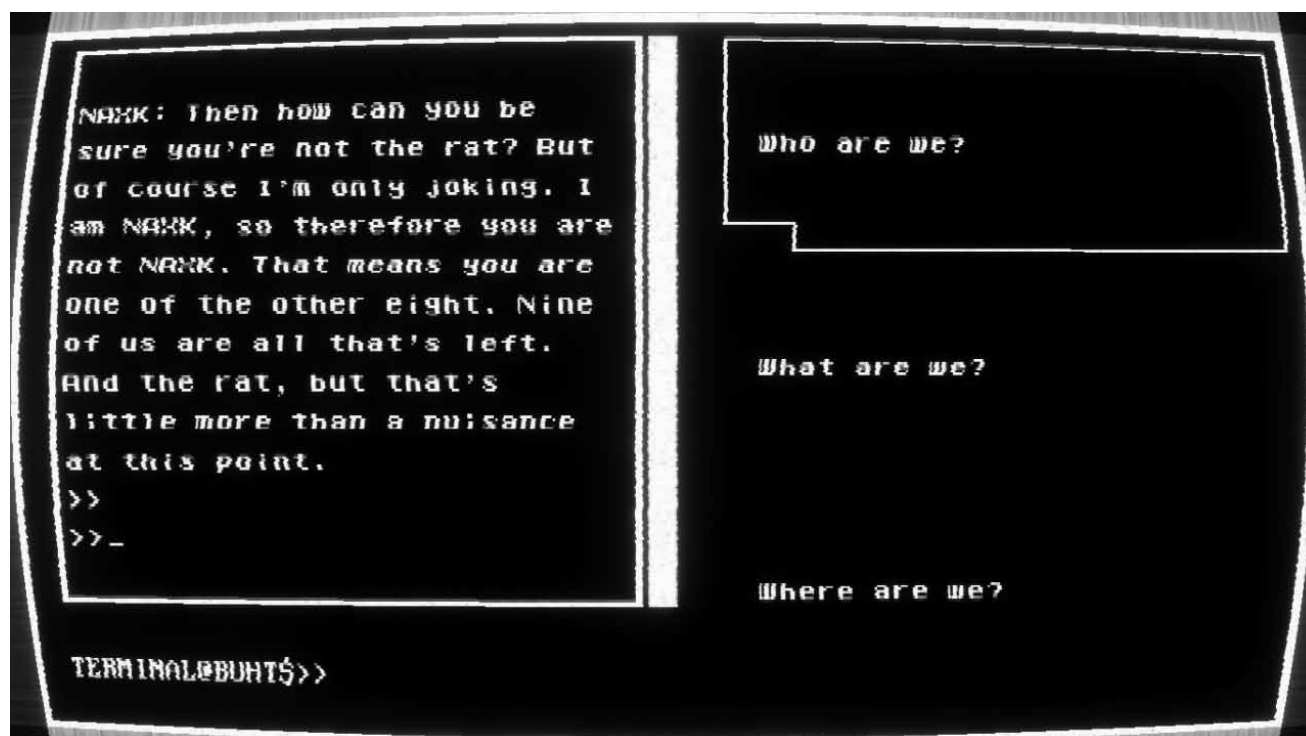 NAXK: Then how can you be
sure you're not the rat? But
of course I'm only joking. I
am NAXK, so therefore you are
not NAXK. That means you are
one of the other eight. Nine
of us are all that's left.
And the rat, but that's
little more than a nuisance
at this point.
>>
>>_
TERMINAL@BUHT$>>
Who are we?
What are we?
Where are we?